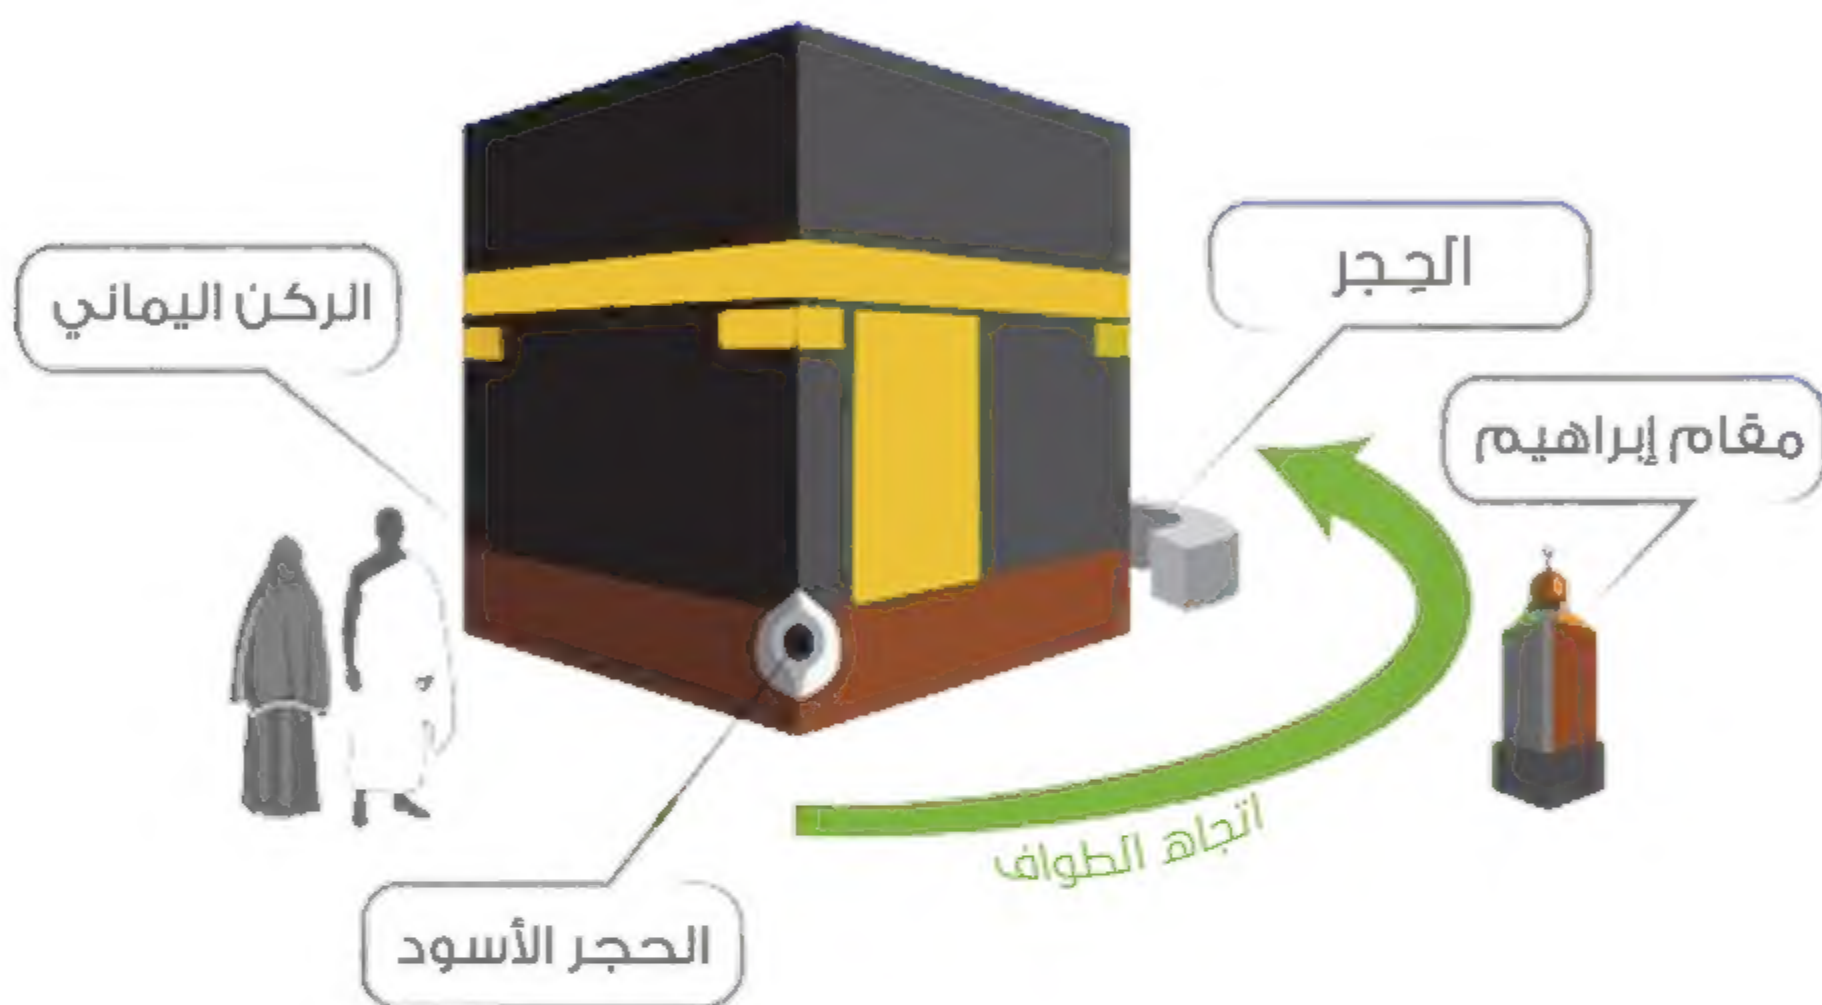 الحِجر
الركن اليماني
مقام إبراهيم
اتجاه الطواف
الحجر الأسود